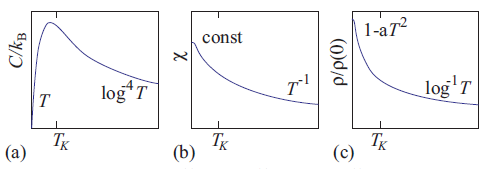 C/k_B
T
log^-4 T
T_K
(a)
χ
const
T^-1
T_K
(b)
ρ/ρ(0)
1-aT^2
log^-1 T
T_K
(c)